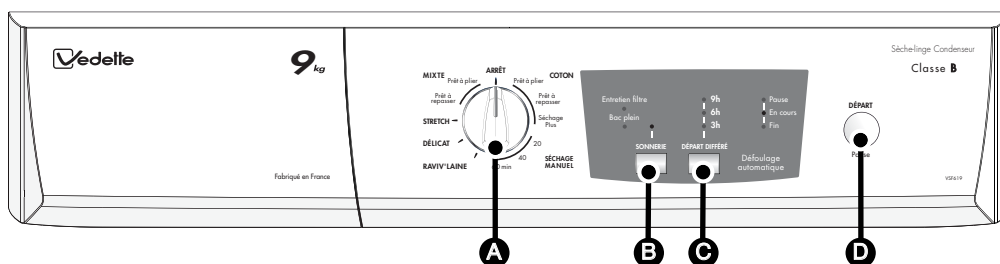 Vedette
9 kg
Fabriqué en France
MIXTE
Prêt à plier
ARRÊT
Prêt à plier
COTON
Prêt à
repasser
Prêt à
repasser
STRETCH
Séchage
Plus
DÉLICAT
20
RAVIV'LAINE
40
min
SÉCHAGE
MANUEL
Entretien filtre
Bac plein
SONNERIE
9h
6h
3h
DÉPART DIFFÉRÉ
Pause
En cours
Fin
Défoulage
automatique
Sèche-linge Condenseur
Classe B
DÉPART
VSF619
A
B
C
D